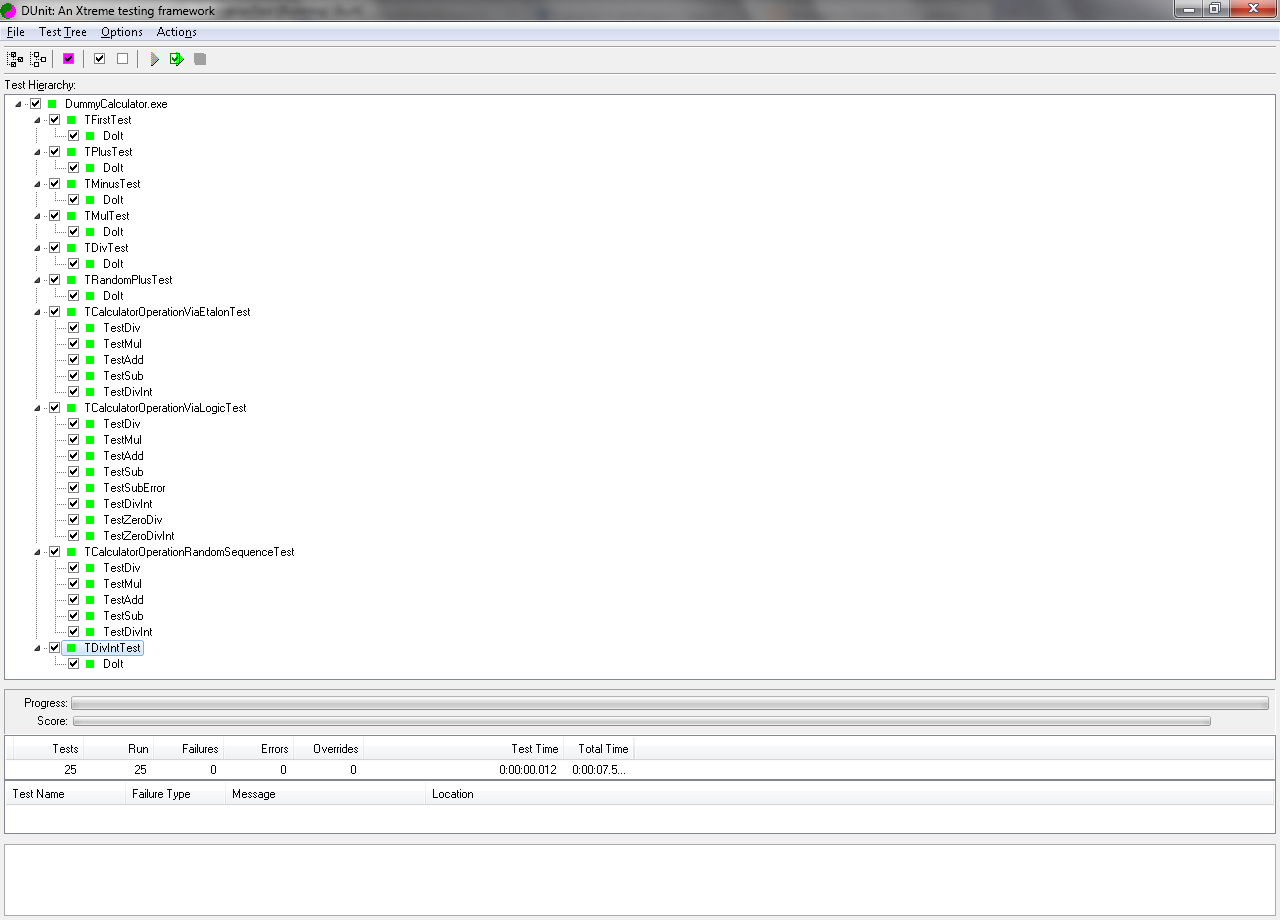 DUnit: An Xtreme testing framework
File Test Tree Options Actions
Test Hierarchy:
DummyCalculator.exe
TFirstTest
DoIt
TPlusTest
DoIt
TMinusTest
DoIt
TMulTest
DoIt
TDivTest
DoIt
TRandomPlusTest
DoIt
TCalculatorOperationViaEtalonTest
TestDiv
TestMul
TestAdd
TestSub
TestDivInt
TCalculatorOperationViaLogicTest
TestDiv
TestMul
TestAdd
TestSub
TestSubError
TestDivInt
TestZeroDiv
TestZeroDivInt
TCalculatorOperationRandomSequenceTest
TestDiv
TestMul
TestAdd
TestSub
TestDivInt
TDivIntTest
DoIt
Progress:
Score:
Tests Run Failures Errors Overrides Test Time Total Time
25 25 0 0 0 0:00:00.012 0:00:07.5...
Test Name Failure Type Message Location